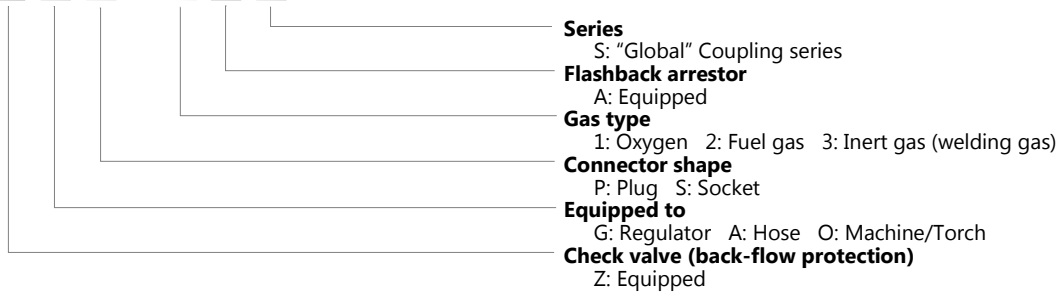 Series
S: “Global” Coupling series
Flashback arrestor
A: Equipped
Gas type
1: Oxygen   2: Fuel gas   3: Inert gas (welding gas)
Connector shape
P: Plug   S: Socket
Equipped to
G: Regulator   A: Hose   O: Machine/Torch
Check valve (back-flow protection)
Z: Equipped